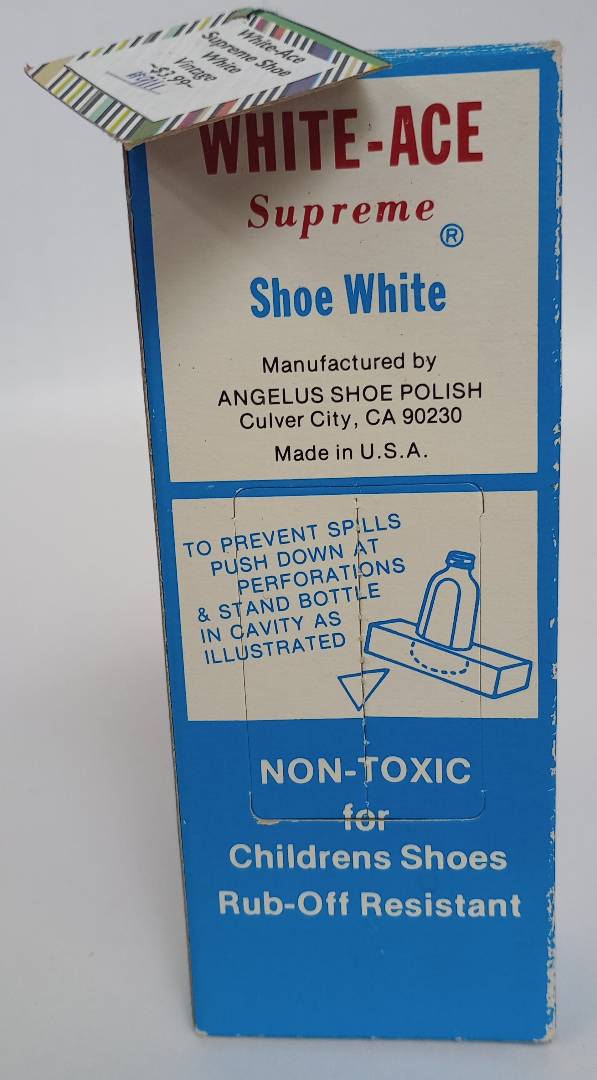 White-Ace
Supreme Shoe
White
Vintage
-$3.99-
WHITE-ACE
Supreme
®
Shoe White
Manufactured by
ANGELUS SHOE POLISH
Culver City, CA 90230
Made in U.S.A.
TO PREVENT SPILLS
PUSH DOWN AT
PERFORATIONS
& STAND BOTTLE
IN CAVITY AS
ILLUSTRATED
NON-TOXIC
for
Childrens Shoes
Rub-Off Resistant